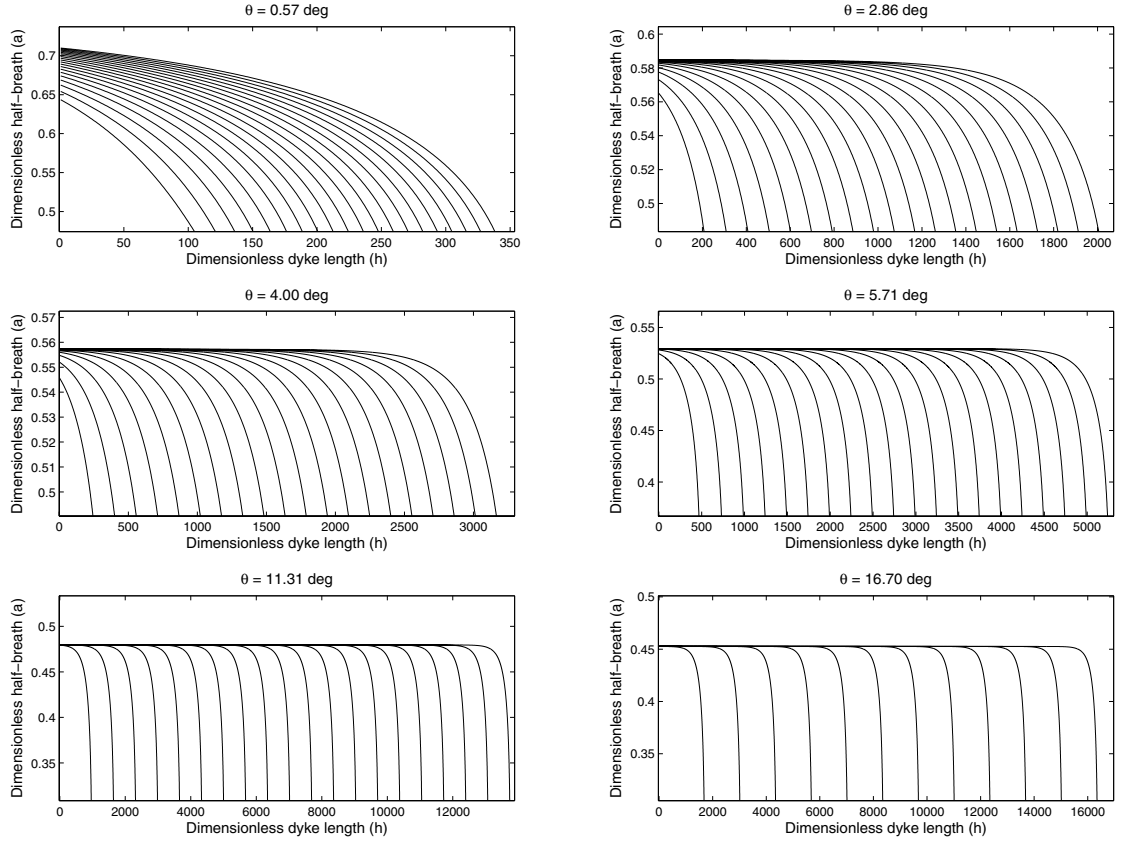 θ = 0.57 deg
Dimensionless half−breath (a)
0.7
0.65
0.6
0.55
0.5
0 50 100 150 200 250 300 350
Dimensionless dyke length (h)
θ = 2.86 deg
Dimensionless half−breath (a)
0.6
0.58
0.56
0.54
0.52
0.5
0 200 400 600 800 1000 1200 1400 1600 1800 2000
Dimensionless dyke length (h)
θ = 4.00 deg
Dimensionless half−breath (a)
0.57
0.56
0.55
0.54
0.53
0.52
0.51
0.5
0 500 1000 1500 2000 2500 3000
Dimensionless dyke length (h)
θ = 5.71 deg
Dimensionless half−breath (a)
0.55
0.5
0.45
0.4
0 500 1000 1500 2000 2500 3000 3500 4000 4500 5000
Dimensionless dyke length (h)
θ = 11.31 deg
Dimensionless half−breath (a)
0.5
0.45
0.4
0.35
0 2000 4000 6000 8000 10000 12000
Dimensionless dyke length (h)
θ = 16.70 deg
Dimensionless half−breath (a)
0.5
0.45
0.4
0.35
0 2000 4000 6000 8000 10000 12000 14000 16000
Dimensionless dyke length (h)